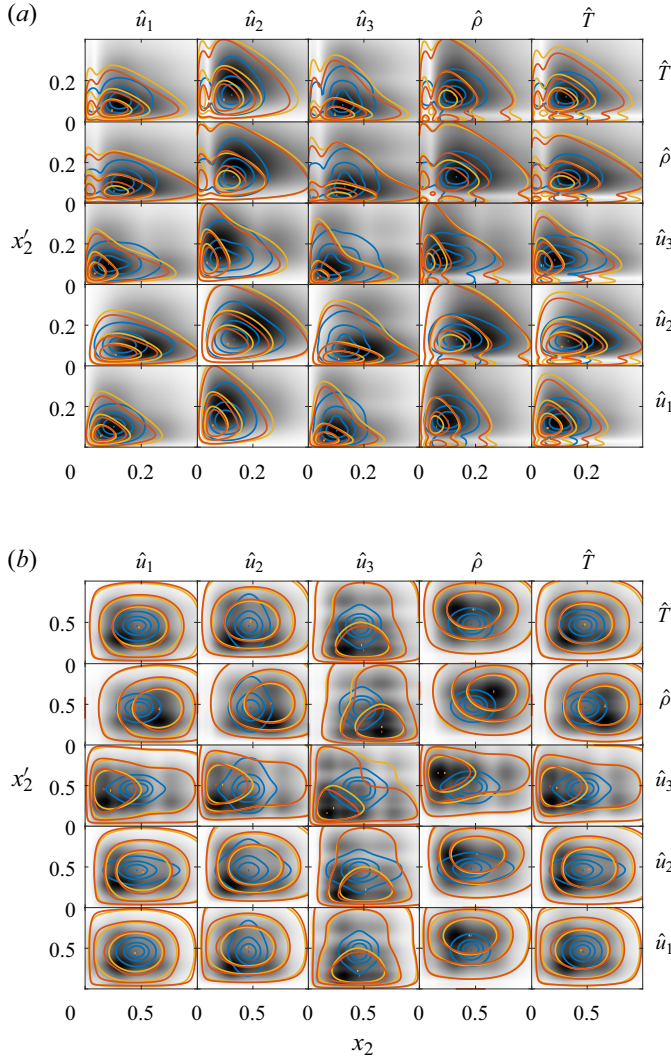 (a)
û₁ û₂ û₃ ρ̂ T̂
0.2 T̂
0
0.2 ρ̂
0
x₂′ 0.2 û₃
0
0.2 û₂
0
0.2 û₁
0 0.2 0 0.2 0 0.2 0 0.2 0 0.2
(b)
û₁ û₂ û₃ ρ̂ T̂
0.5 T̂
0
0.5 ρ̂
0
x₂′ 0.5 û₃
0
0.5 û₂
0
0.5 û₁
0 0.5 0 0.5 0 0.5 0 0.5 0 0.5
x₂